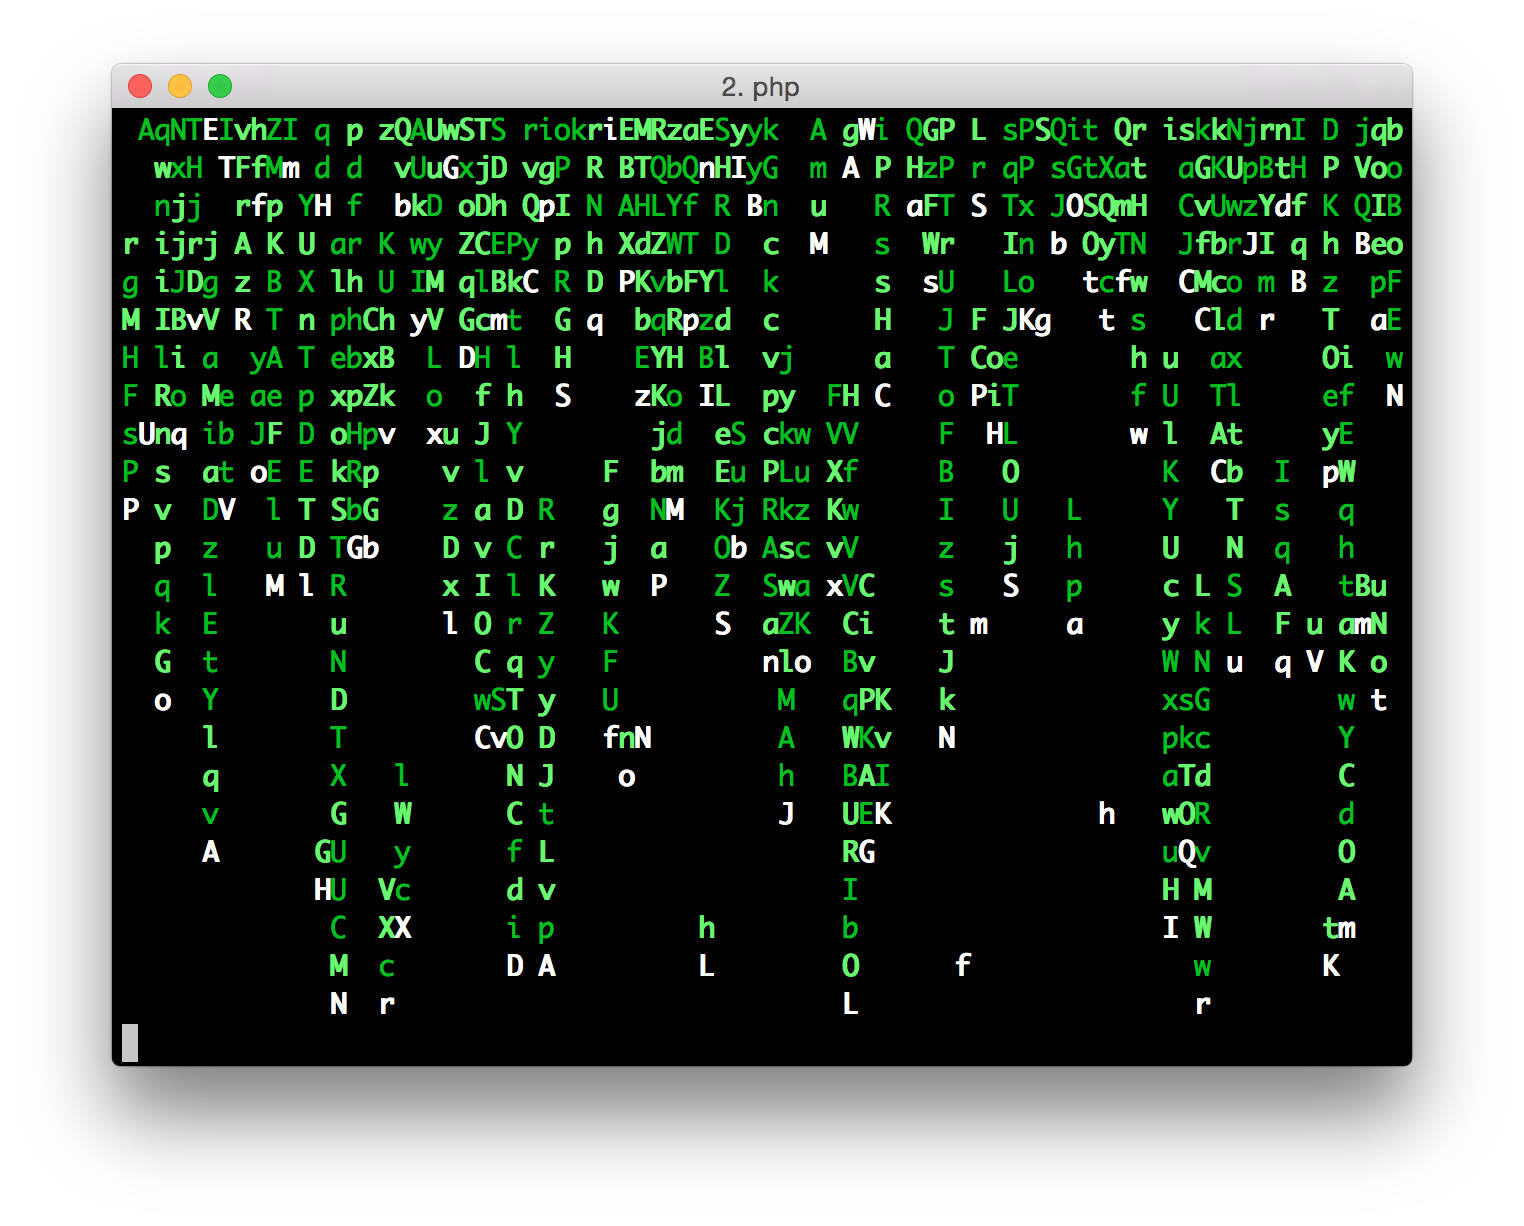 2. php
AqNTEIvhZI q p zQAUwSTS riokriEMRzaESyyk A gWi QGP L sPSQit Qr iskkNjrnI D jqb
wxH TFfMm d d vUuGxjD vgP R BTQbQnHIyG m A P HzP r qP sGtXat aGKUpBtH P Voo
njj rfp YH f bkD oDh QpI N AHLYf R Bn u R aFT S Tx JOSQmH CvUwzYdf K QIB
r ijrj A K U ar K wy ZCEPy p h XdZWT D c M s Wr In b OyTN JfbrJI q h Beo
g iJDg z B X lh U IM qlBkC R D PKvbFYl k s sU Lo tcfw CMco m B z pF
M IBvV R T n phCh yV Gcmt G q bqRpzd c H J F JKg t s Cld r T aE
H li a yA T ebxB L DH l H EYH Bl vj a T Coe h u ax Oi w
F Ro Me ae p xpZk o f h S zKo IL py FH C o PiT f U Tl ef N
sUnq ib JF D oHpv xu J Y jd eS ckw VV F HL w l At yE
P s at oE E kRp v l v F bm Eu PLu Xf B O K Cb I pW
P v DV l T SbG z a D R g NM Kj Rkz Kw I U L Y T s q
p z u D TGb D v C r j a Ob Asc vV z j h U N q h
q l M l R x I l K w P Z Swa xVC s S p c L S A tBu
k E u l O r Z K S aZK Ci t m a y k L F u amN
G t N C q y F nlo Bv J W N u q V K o
o Y D wST y U M qPK k xsG w t
l T CvO D fnN A WKv N pkc Y
q X l N J o h BAI aTd C
v G W C t J UEK h wOR d
A GU y f L RG uQv O
HU Vc d v I H M A
C XX i p h b I W tm
M c D A L O f w K
N r L r